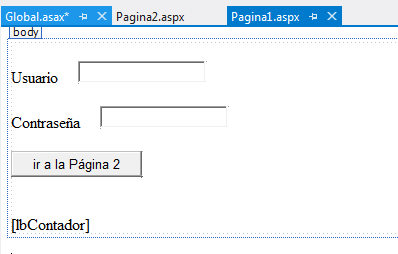 Global.asax* Pagina2.aspx Pagina1.aspx
body
Usuario
Contraseña
ir a la Página 2
[lbContador]